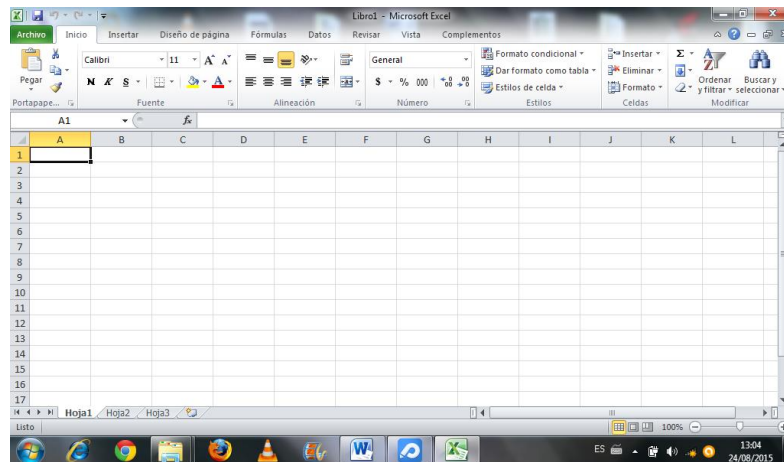 Libro1 - Microsoft Excel
Archivo Inicio Insertar Diseño de página Fórmulas Datos Revisar Vista Complementos
Pegar
Calibri 11 A A
N K S A
General
$ % 000
Formato condicional
Dar formato como tabla
Estilos de celda
Insertar
Eliminar
Formato
Σ
Ordenar y filtrar
Buscar y seleccionar
Portapape... Fuente Alineación Número Estilos Celdas Modificar
A1 fx
A B C D E F G H I J K L
1
2
3
4
5
6
7
8
9
10
11
12
13
14
15
16
17
Hoja1 Hoja2 Hoja3
Listo 100%
ES 13:04
24/08/2015